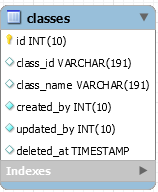 classes
id INT(10)
class_id VARCHAR(191)
class_name VARCHAR(191)
created_by INT(10)
updated_by INT(10)
deleted_at TIMESTAMP
Indexes